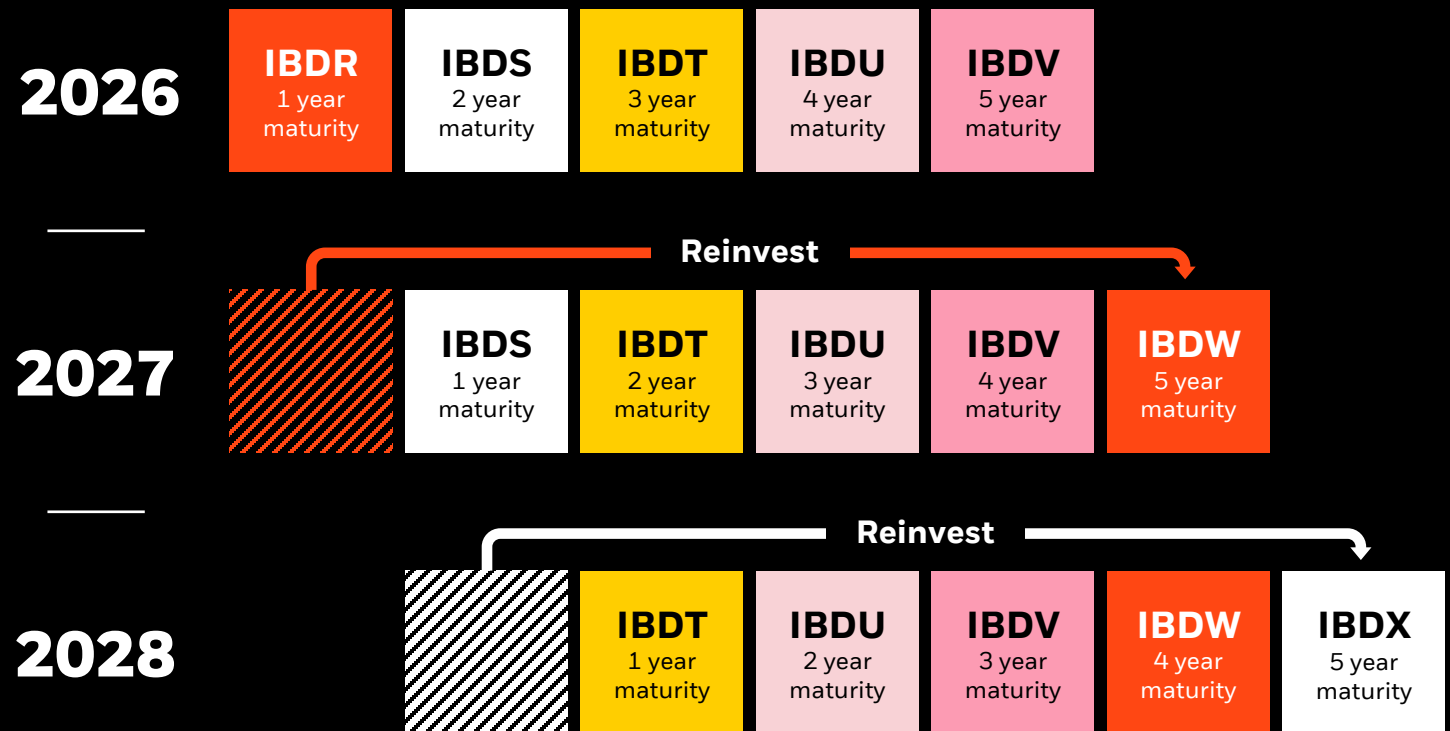 2026
IBDR
1 year
maturity
IBDS
2 year
maturity
IBDT
3 year
maturity
IBDU
4 year
maturity
IBDV
5 year
maturity
Reinvest
2027
IBDS
1 year
maturity
IBDT
2 year
maturity
IBDU
3 year
maturity
IBDV
4 year
maturity
IBDW
5 year
maturity
Reinvest
2028
IBDT
1 year
maturity
IBDU
2 year
maturity
IBDV
3 year
maturity
IBDW
4 year
maturity
IBDX
5 year
maturity